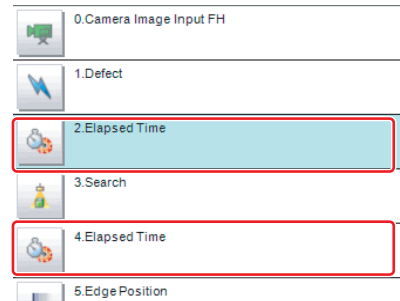 0.Camera Image Input FH
1.Defect
2.Elapsed Time
3.Search
4.Elapsed Time
5.Edge Position